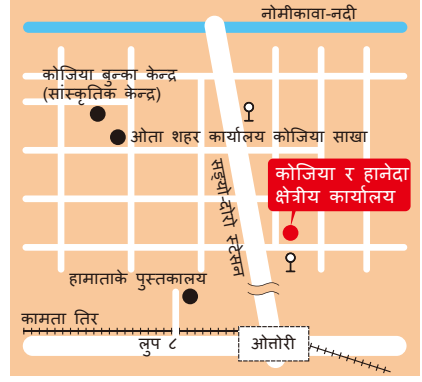 नोमीकावा-नदी
कोजिया बुन्का केन्द्र
(सांस्कृतिक केन्द्र)
ओता शहर कार्यालय कोजिया साखा
सङ्ग्यो-दोरो स्टेसन
कोजिया र हानेदा
क्षेत्रीय कार्यालय
हामाताके पुस्तकालय
कामता तिर
लुप ८
ओत्तोरी